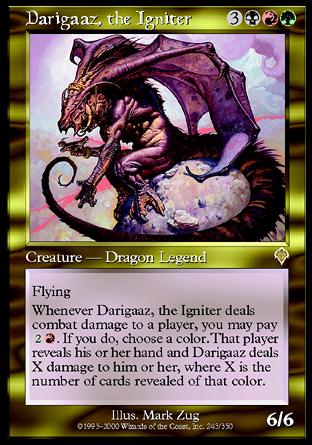 Darigaaz, the Igniter 3
Creature — Dragon Legend
Flying
Whenever Darigaaz, the Igniter deals
combat damage to a player, you may pay
2 R. If you do, choose a color. That player
reveals his or her hand and Darigaaz deals
X damage to him or her, where X is the
number of cards revealed of that color.
Illus. Mark Zug
©1993-2000 Wizards of the Coast, Inc. 243/350
6/6